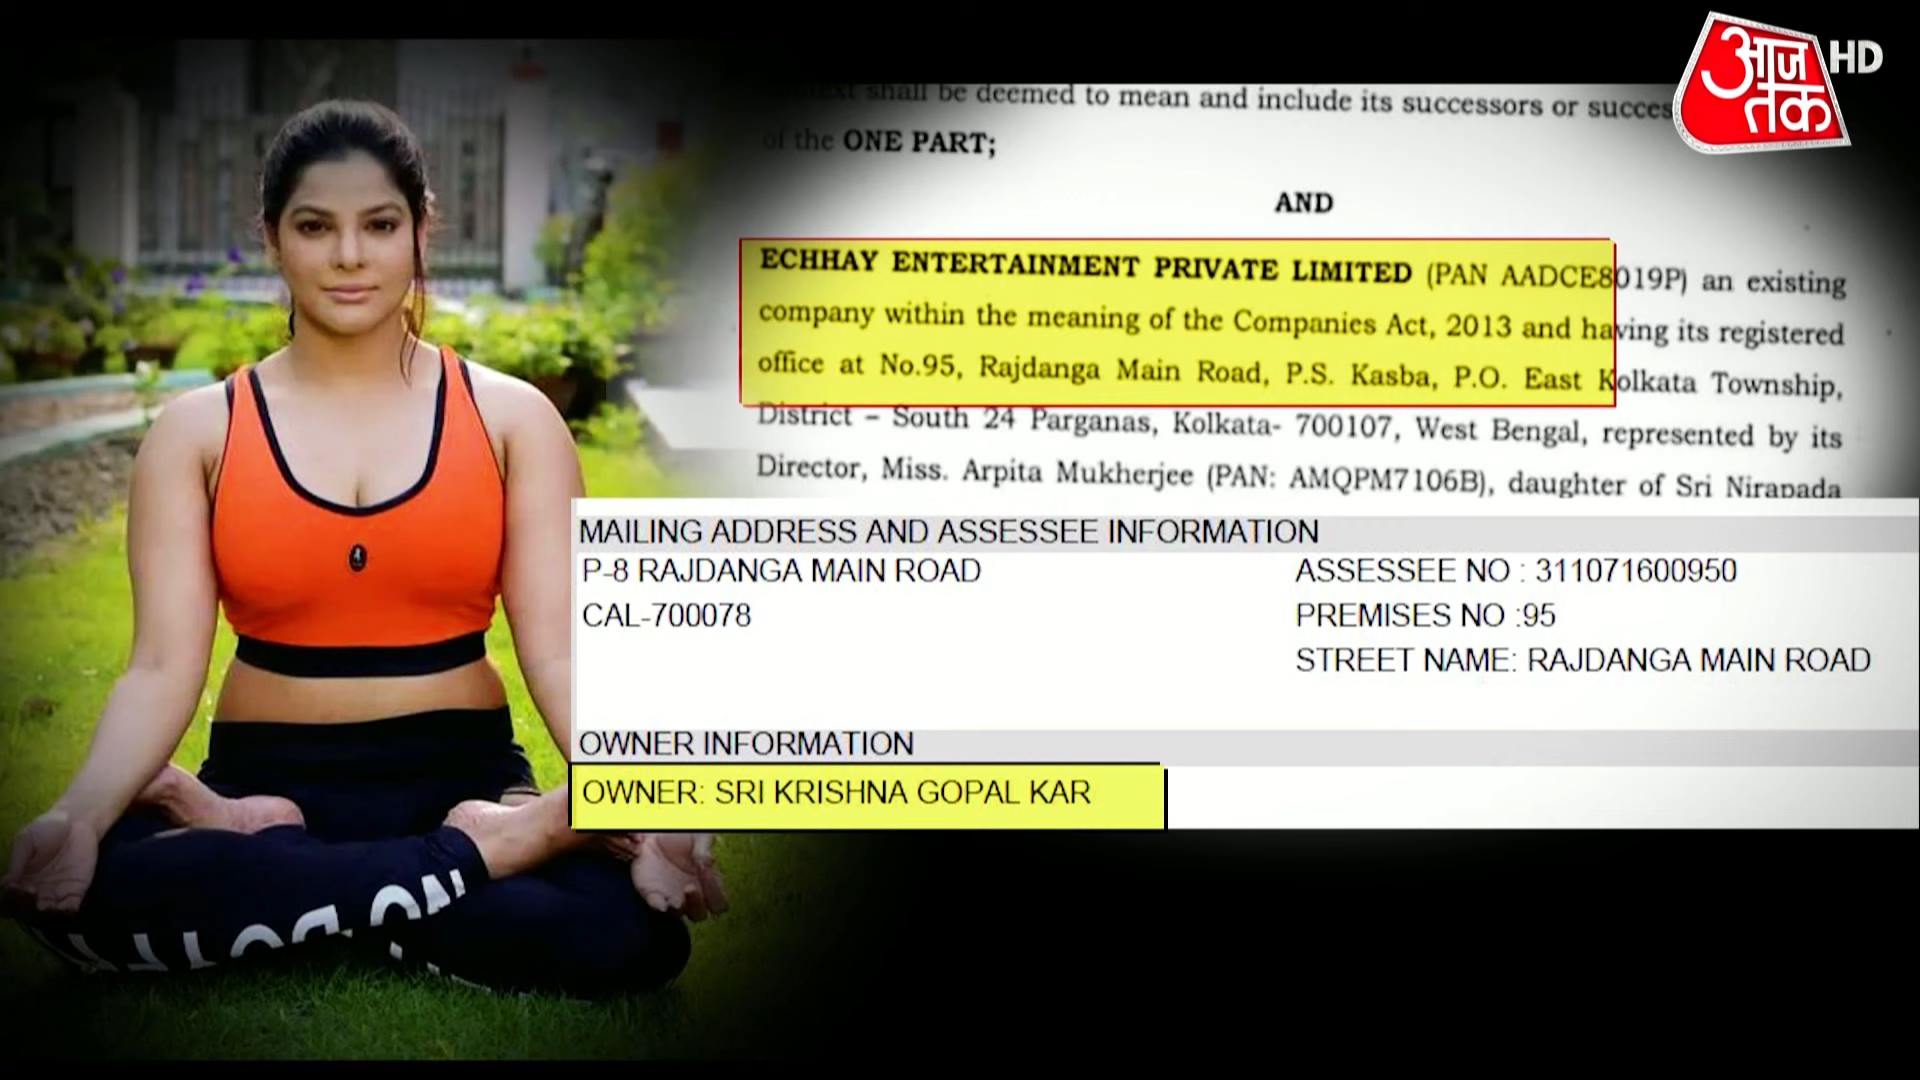 आज
तक
HD
shall be deemed to mean and include its successors or
of the ONE PART;
AND
ECHHAY ENTERTAINMENT PRIVATE LIMITED (PAN AADCE8019P) an existing
company within the meaning of the Companies Act, 2013 and having its registered
office at No.95, Rajdanga Main Road, P.S. Kasba, P.O. East Kolkata Township,
District – South 24 Parganas, Kolkata- 700107, West Bengal, represented by its
Director, Miss. Arpita Mukherjee (PAN: AMQPM7106B), daughter of Sri Nirapada
MAILING ADDRESS AND ASSESSEE INFORMATION
P-8 RAJDANGA MAIN ROAD
CAL-700078
ASSESSEE NO : 311071600950
PREMISES NO :95
STREET NAME: RAJDANGA MAIN ROAD
OWNER INFORMATION
OWNER: SRI KRISHNA GOPAL KAR